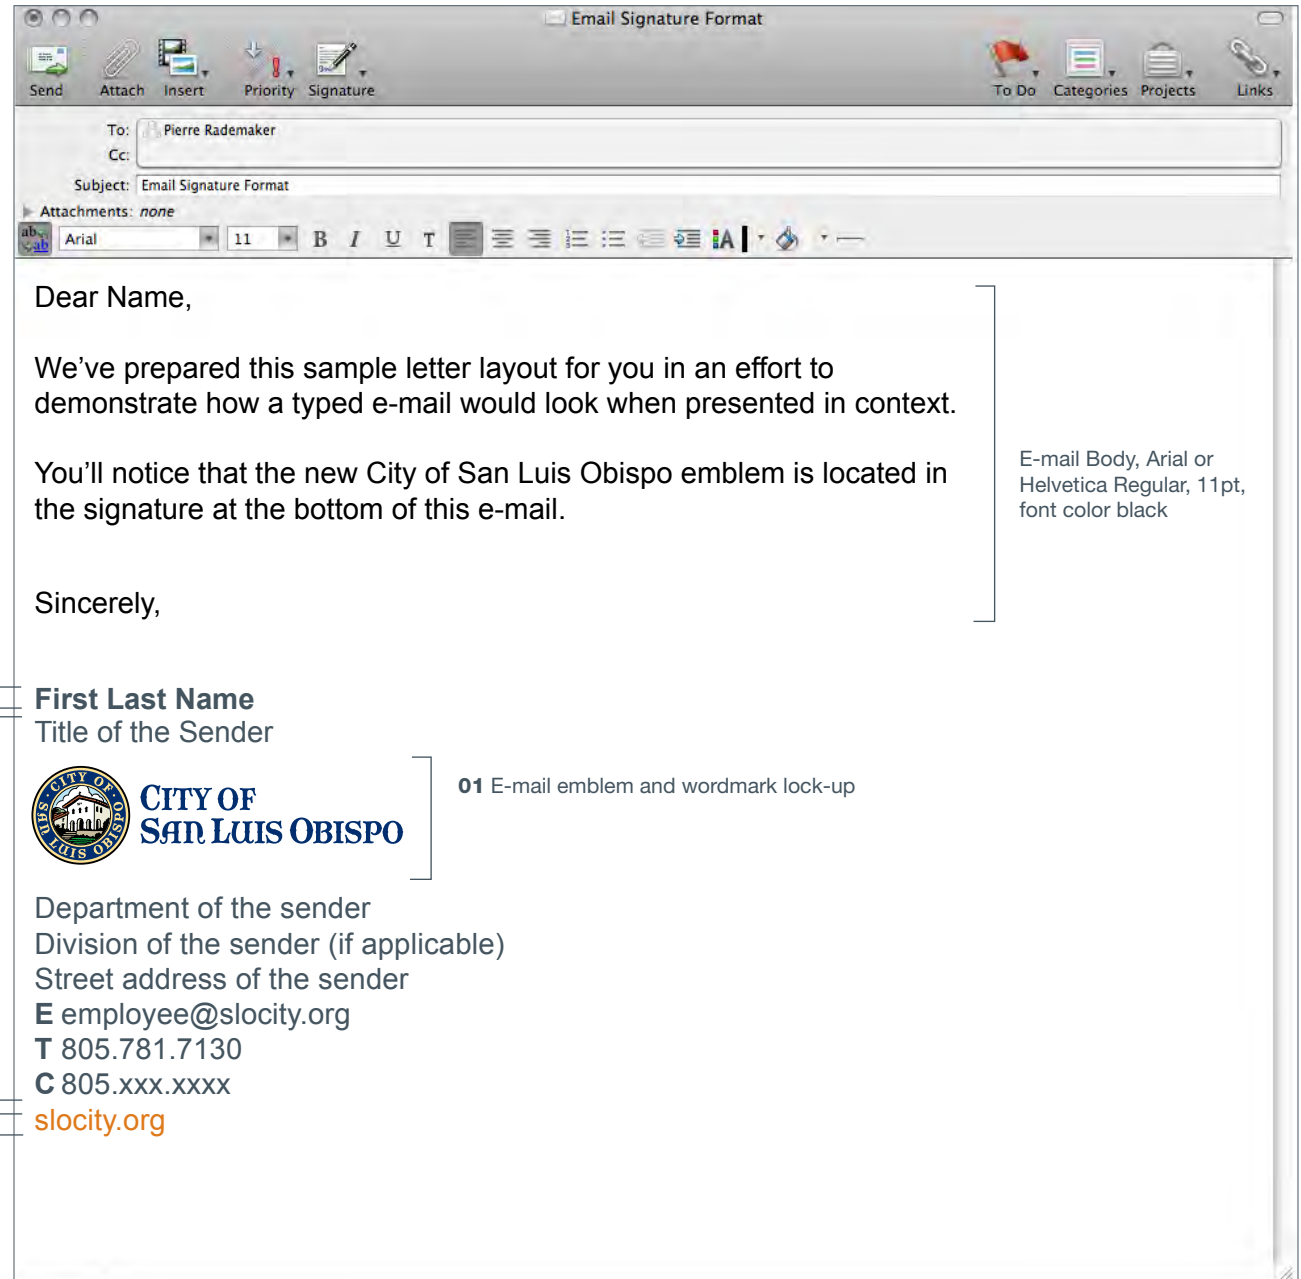 Email Signature Format
Send Attach Insert Priority Signature To Do Categories Projects Links
To: Pierre Rademaker
Cc:
Subject: Email Signature Format
Attachments: none
Arial 11 B I U T
Dear Name,
We've prepared this sample letter layout for you in an effort to
demonstrate how a typed e-mail would look when presented in context.
You'll notice that the new City of San Luis Obispo emblem is located in
the signature at the bottom of this e-mail.
Sincerely,
E-mail Body, Arial or
Helvetica Regular, 11pt,
font color black
First Last Name
Title of the Sender
CITY OF
SAN LUIS OBISPO
CITY OF
SAN LUIS OBISPO
01 E-mail emblem and wordmark lock-up
Department of the sender
Division of the sender (if applicable)
Street address of the sender
E employee@slocity.org
T 805.781.7130
C 805.xxx.xxxx
slocity.org